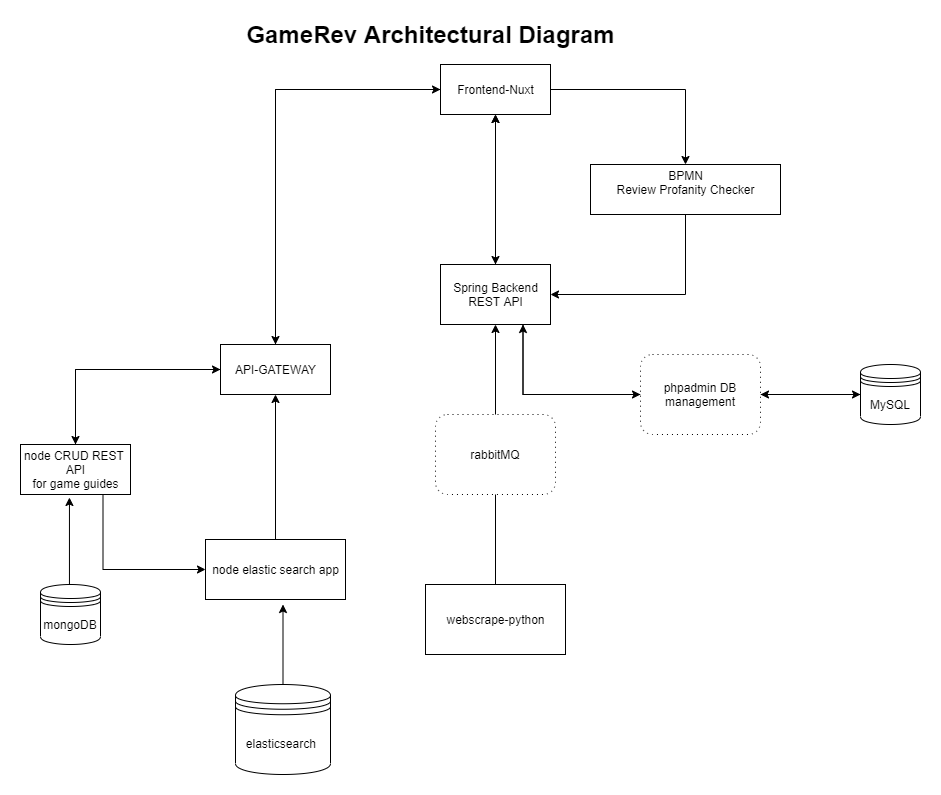 GameRev Architectural Diagram
Frontend-Nuxt
BPMN
Review Profanity Checker
Spring Backend
REST API
API-GATEWAY
phpadmin DB
management
MySQL
node CRUD REST
API
for game guides
rabbitMQ
node elastic search app
mongoDB
webscrape-python
elasticsearch